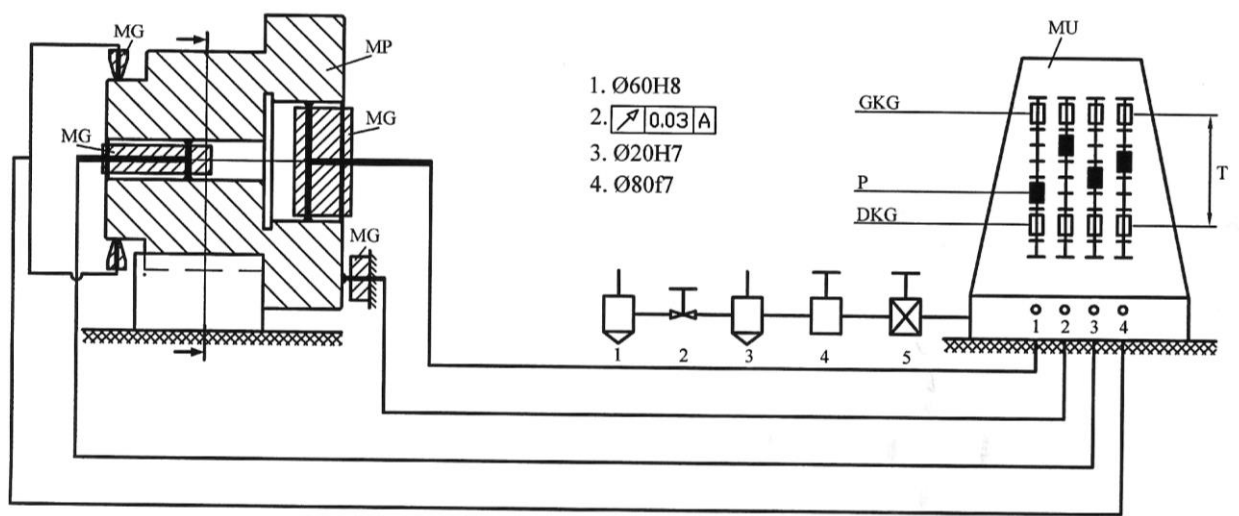 MG
MP
MU
1. Ø60H8
2. ↗ 0.03 A
3. Ø20H7
4. Ø80f7
GKG
MG
MG
T
P
DKG
MG
1 2 3 4
1 2 3 4 5